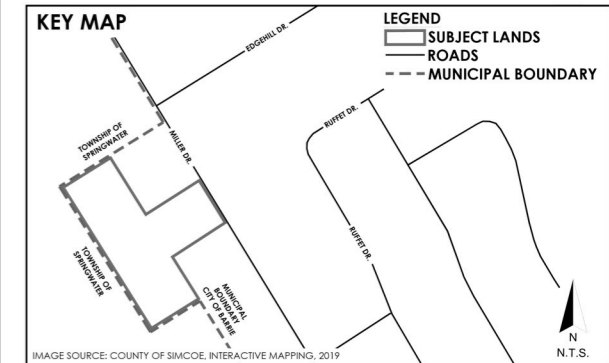 KEY MAP
LEGEND
SUBJECT LANDS
ROADS
MUNICIPAL BOUNDARY
EDGEHILL DR.
RUFFET DR.
TOWNSHIP OF
SPRINGWATER
MILLER DR.
RUFFET DR.
TOWNSHIP OF
SPRINGWATER
MUNICIPAL
BOUNDARY
CITY OF BARRIE
N
N.T.S.
IMAGE SOURCE: COUNTY OF SIMCOE, INTERACTIVE MAPPING, 2019